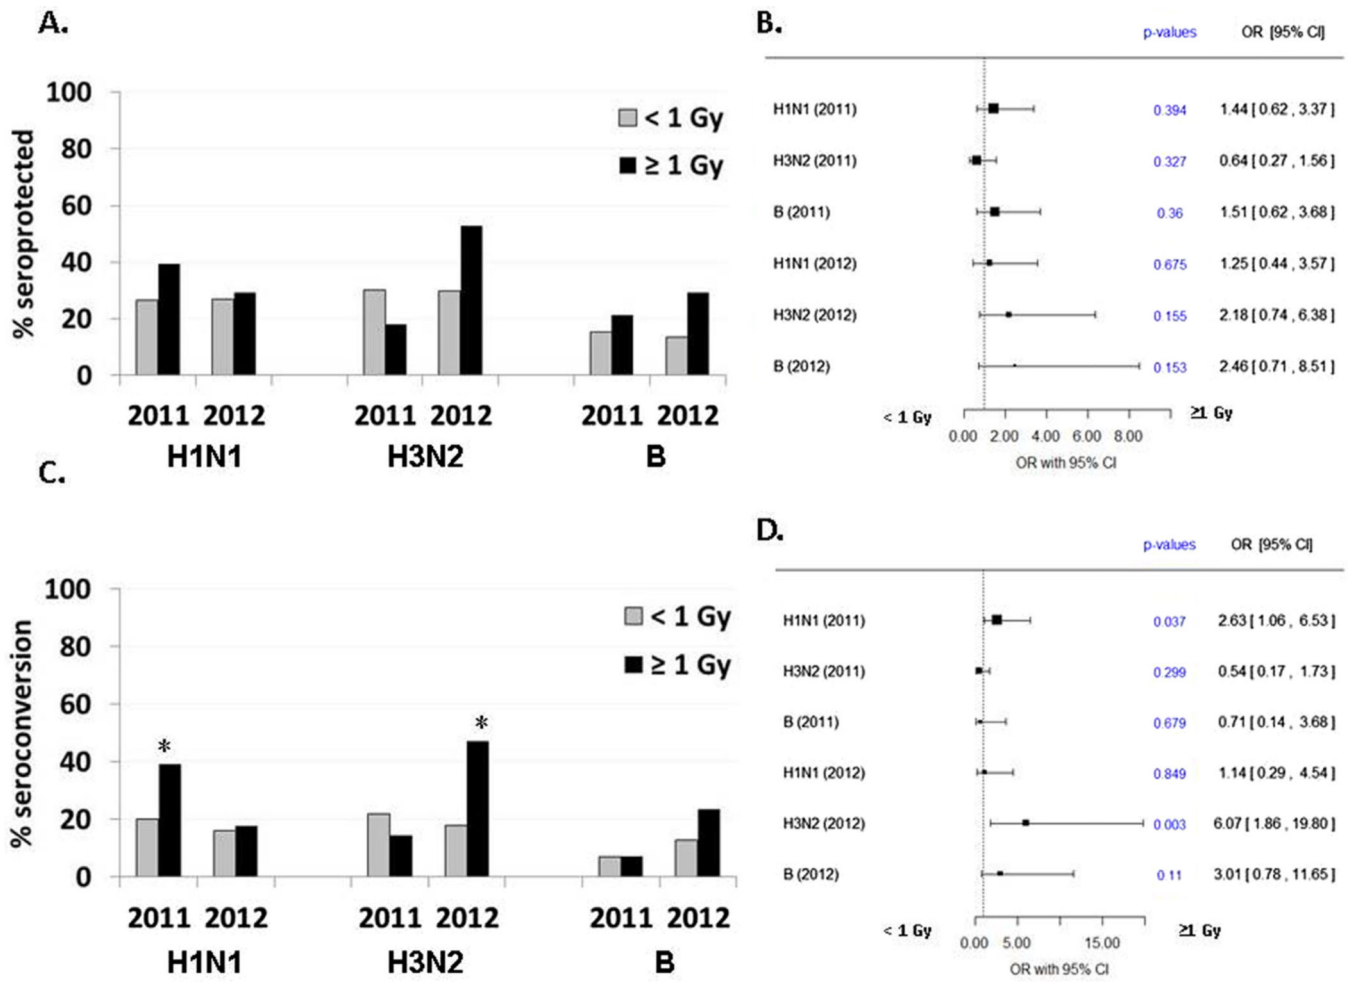 A.
% seroprotected
100
80
60
40
20
0
< 1 Gy
≥ 1 Gy
2011 2012 2011 2012 2011 2012
H1N1 H3N2 B
B.
p-values OR [95% CI]
H1N1 (2011) 0.394 1.44 [ 0.62 , 3.37 ]
H3N2 (2011) 0.327 0.64 [ 0.27 , 1.56 ]
B (2011) 0.36 1.51 [ 0.62 , 3.68 ]
H1N1 (2012) 0.675 1.25 [ 0.44 , 3.57 ]
H3N2 (2012) 0.155 2.18 [ 0.74 , 6.38 ]
B (2012) 0.153 2.46 [ 0.71 , 8.51 ]
< 1 Gy ≥1 Gy
0.00 2.00 4.00 6.00 8.00
OR with 95% CI
C.
% seroconversion
100
80
60
40
20
0
< 1 Gy
≥ 1 Gy
* *
2011 2012 2011 2012 2011 2012
H1N1 H3N2 B
D.
p-values OR [95% CI]
H1N1 (2011) 0.037 2.63 [ 1.06 , 6.53 ]
H3N2 (2011) 0.299 0.54 [ 0.17 , 1.73 ]
B (2011) 0.679 0.71 [ 0.14 , 3.68 ]
H1N1 (2012) 0.849 1.14 [ 0.29 , 4.54 ]
H3N2 (2012) 0.003 6.07 [ 1.86 , 19.80 ]
B (2012) 0.11 3.01 [ 0.78 , 11.65 ]
< 1 Gy ≥1 Gy
0.00 5.00 15.00
OR with 95% CI